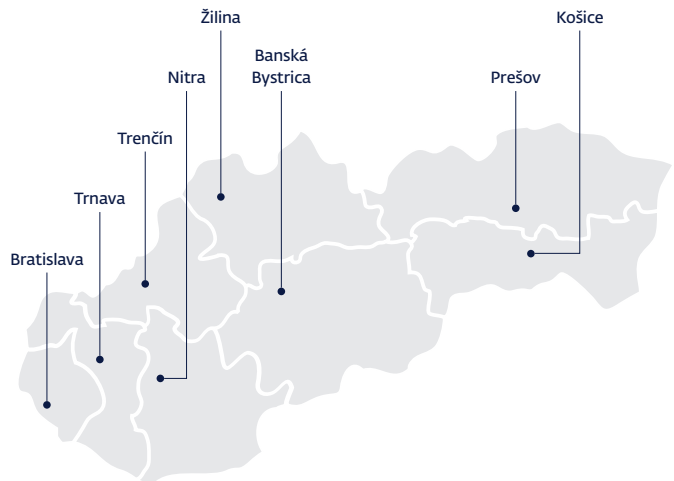 Žilina
Košice
Banská
Bystrica
Nitra
Prešov
Trenčín
Trnava
Bratislava